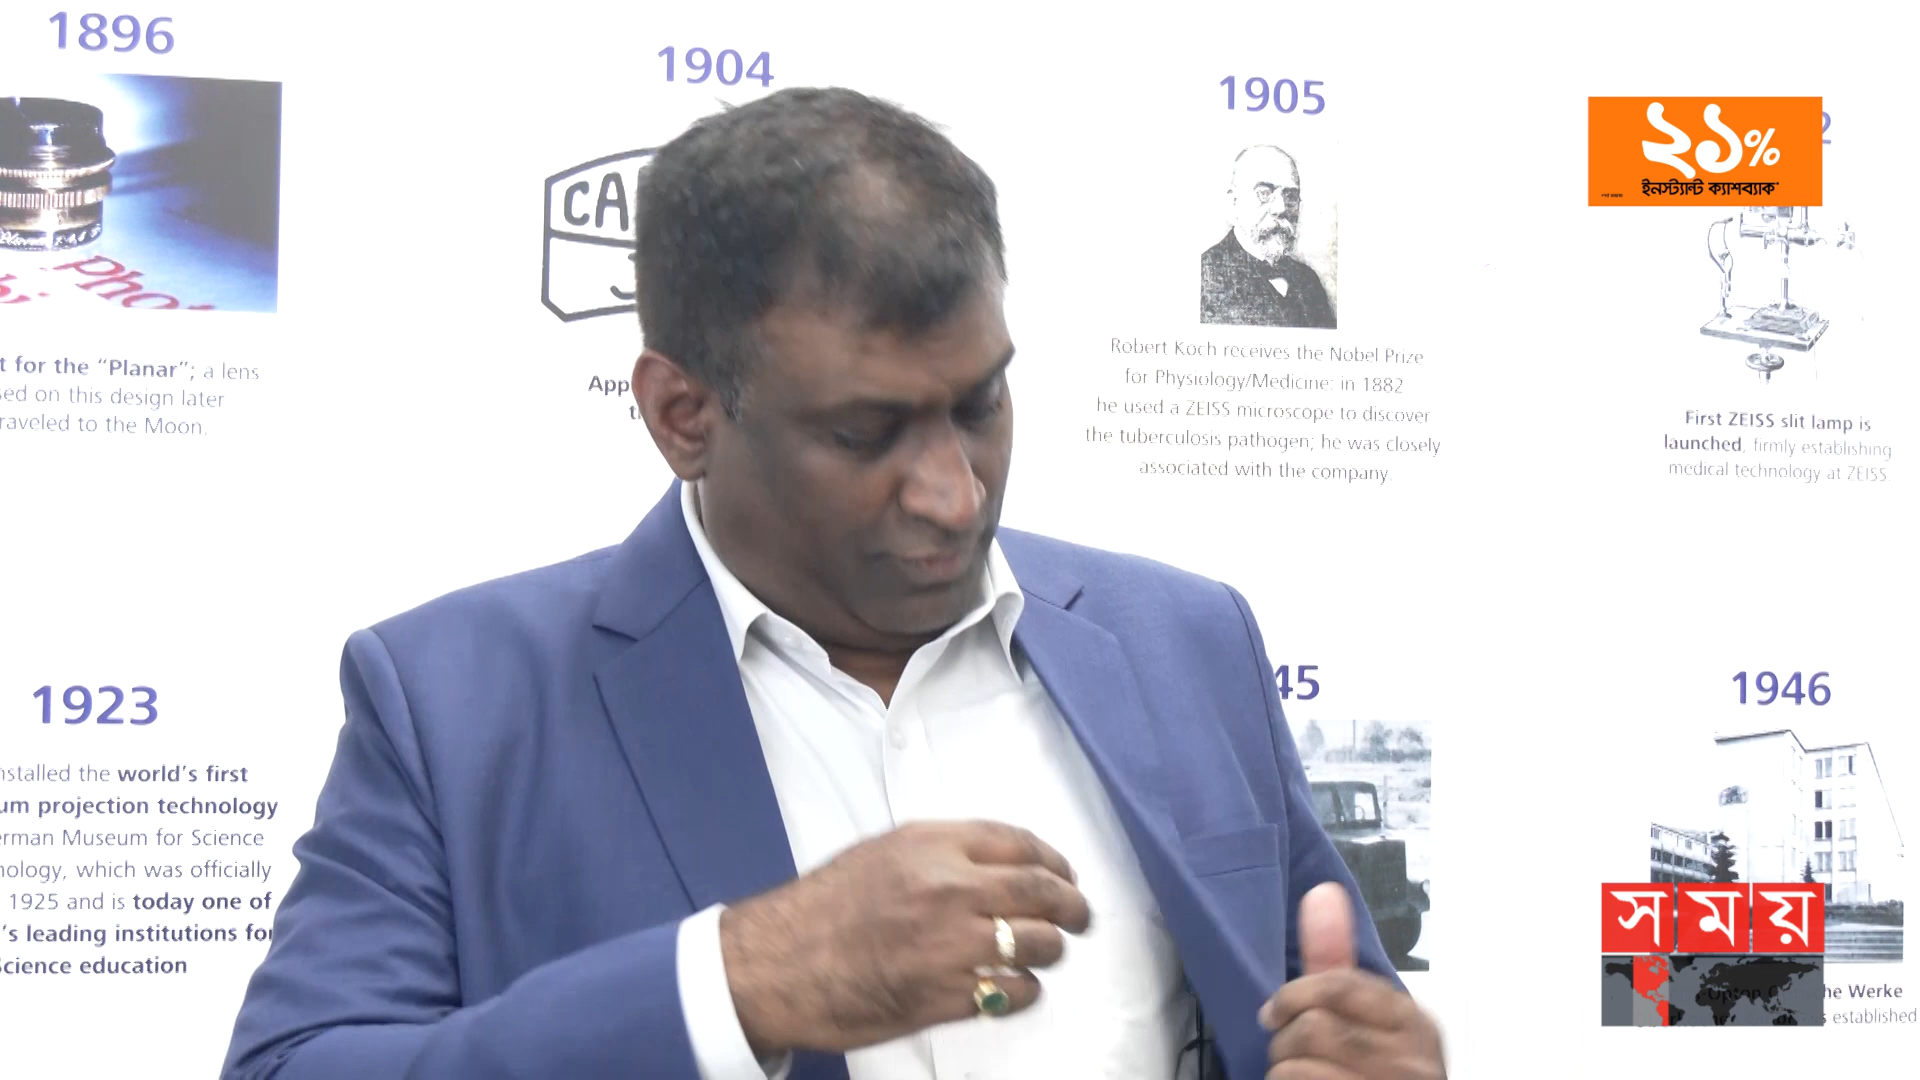 1896
t for the “Planar”; a lens
sed on this design later
raveled to the Moon.
1904
CA
App
1905
Robert Koch receives the Nobel Prize
for Physiology/Medicine: in 1882
he used a ZEISS microscope to discover
the tuberculosis pathogen; he was closely
associated with the company.
2
২১%
ইনস্ট্যান্ট ক্যাশব্যাক*
First ZEISS slit lamp is
launched, firmly establishing
medical technology at ZEISS.
1923
nstalled the world’s first
um projection technology
erman Museum for Science
nology, which was officially
1925 and is today one of
’s leading institutions for
Science education
45
1946
he Werke
s established
সময়